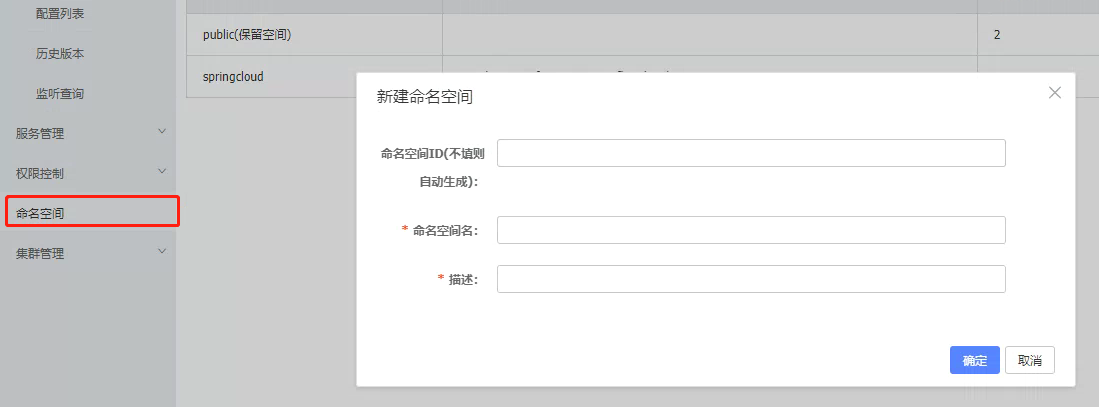 配置列表
历史版本
监听查询
服务管理
权限控制
命名空间
集群管理
public(保留空间)
2
springcloud
新建命名空间
命名空间ID(不填则
自动生成)：
* 命名空间名：
* 描述：
确定
取消